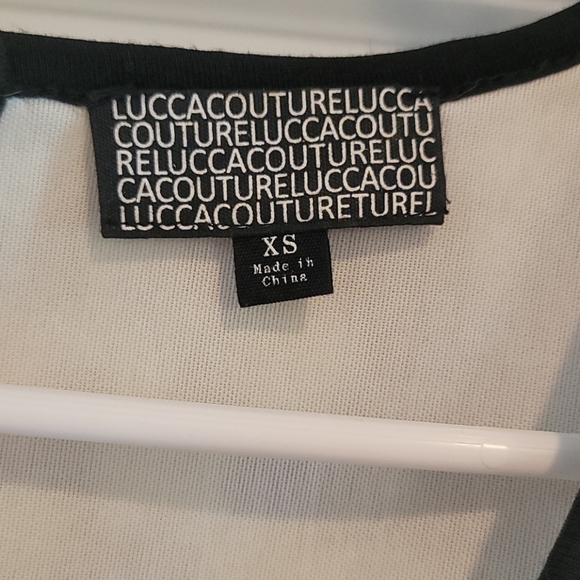 LUCCACOUTURELUCCA
COUTURELUCCACOUTU
RELUCCACOUTURELUC
CACOUTURELUCCACOU
LUCCACOUTURETUREL
XS
Made in
China